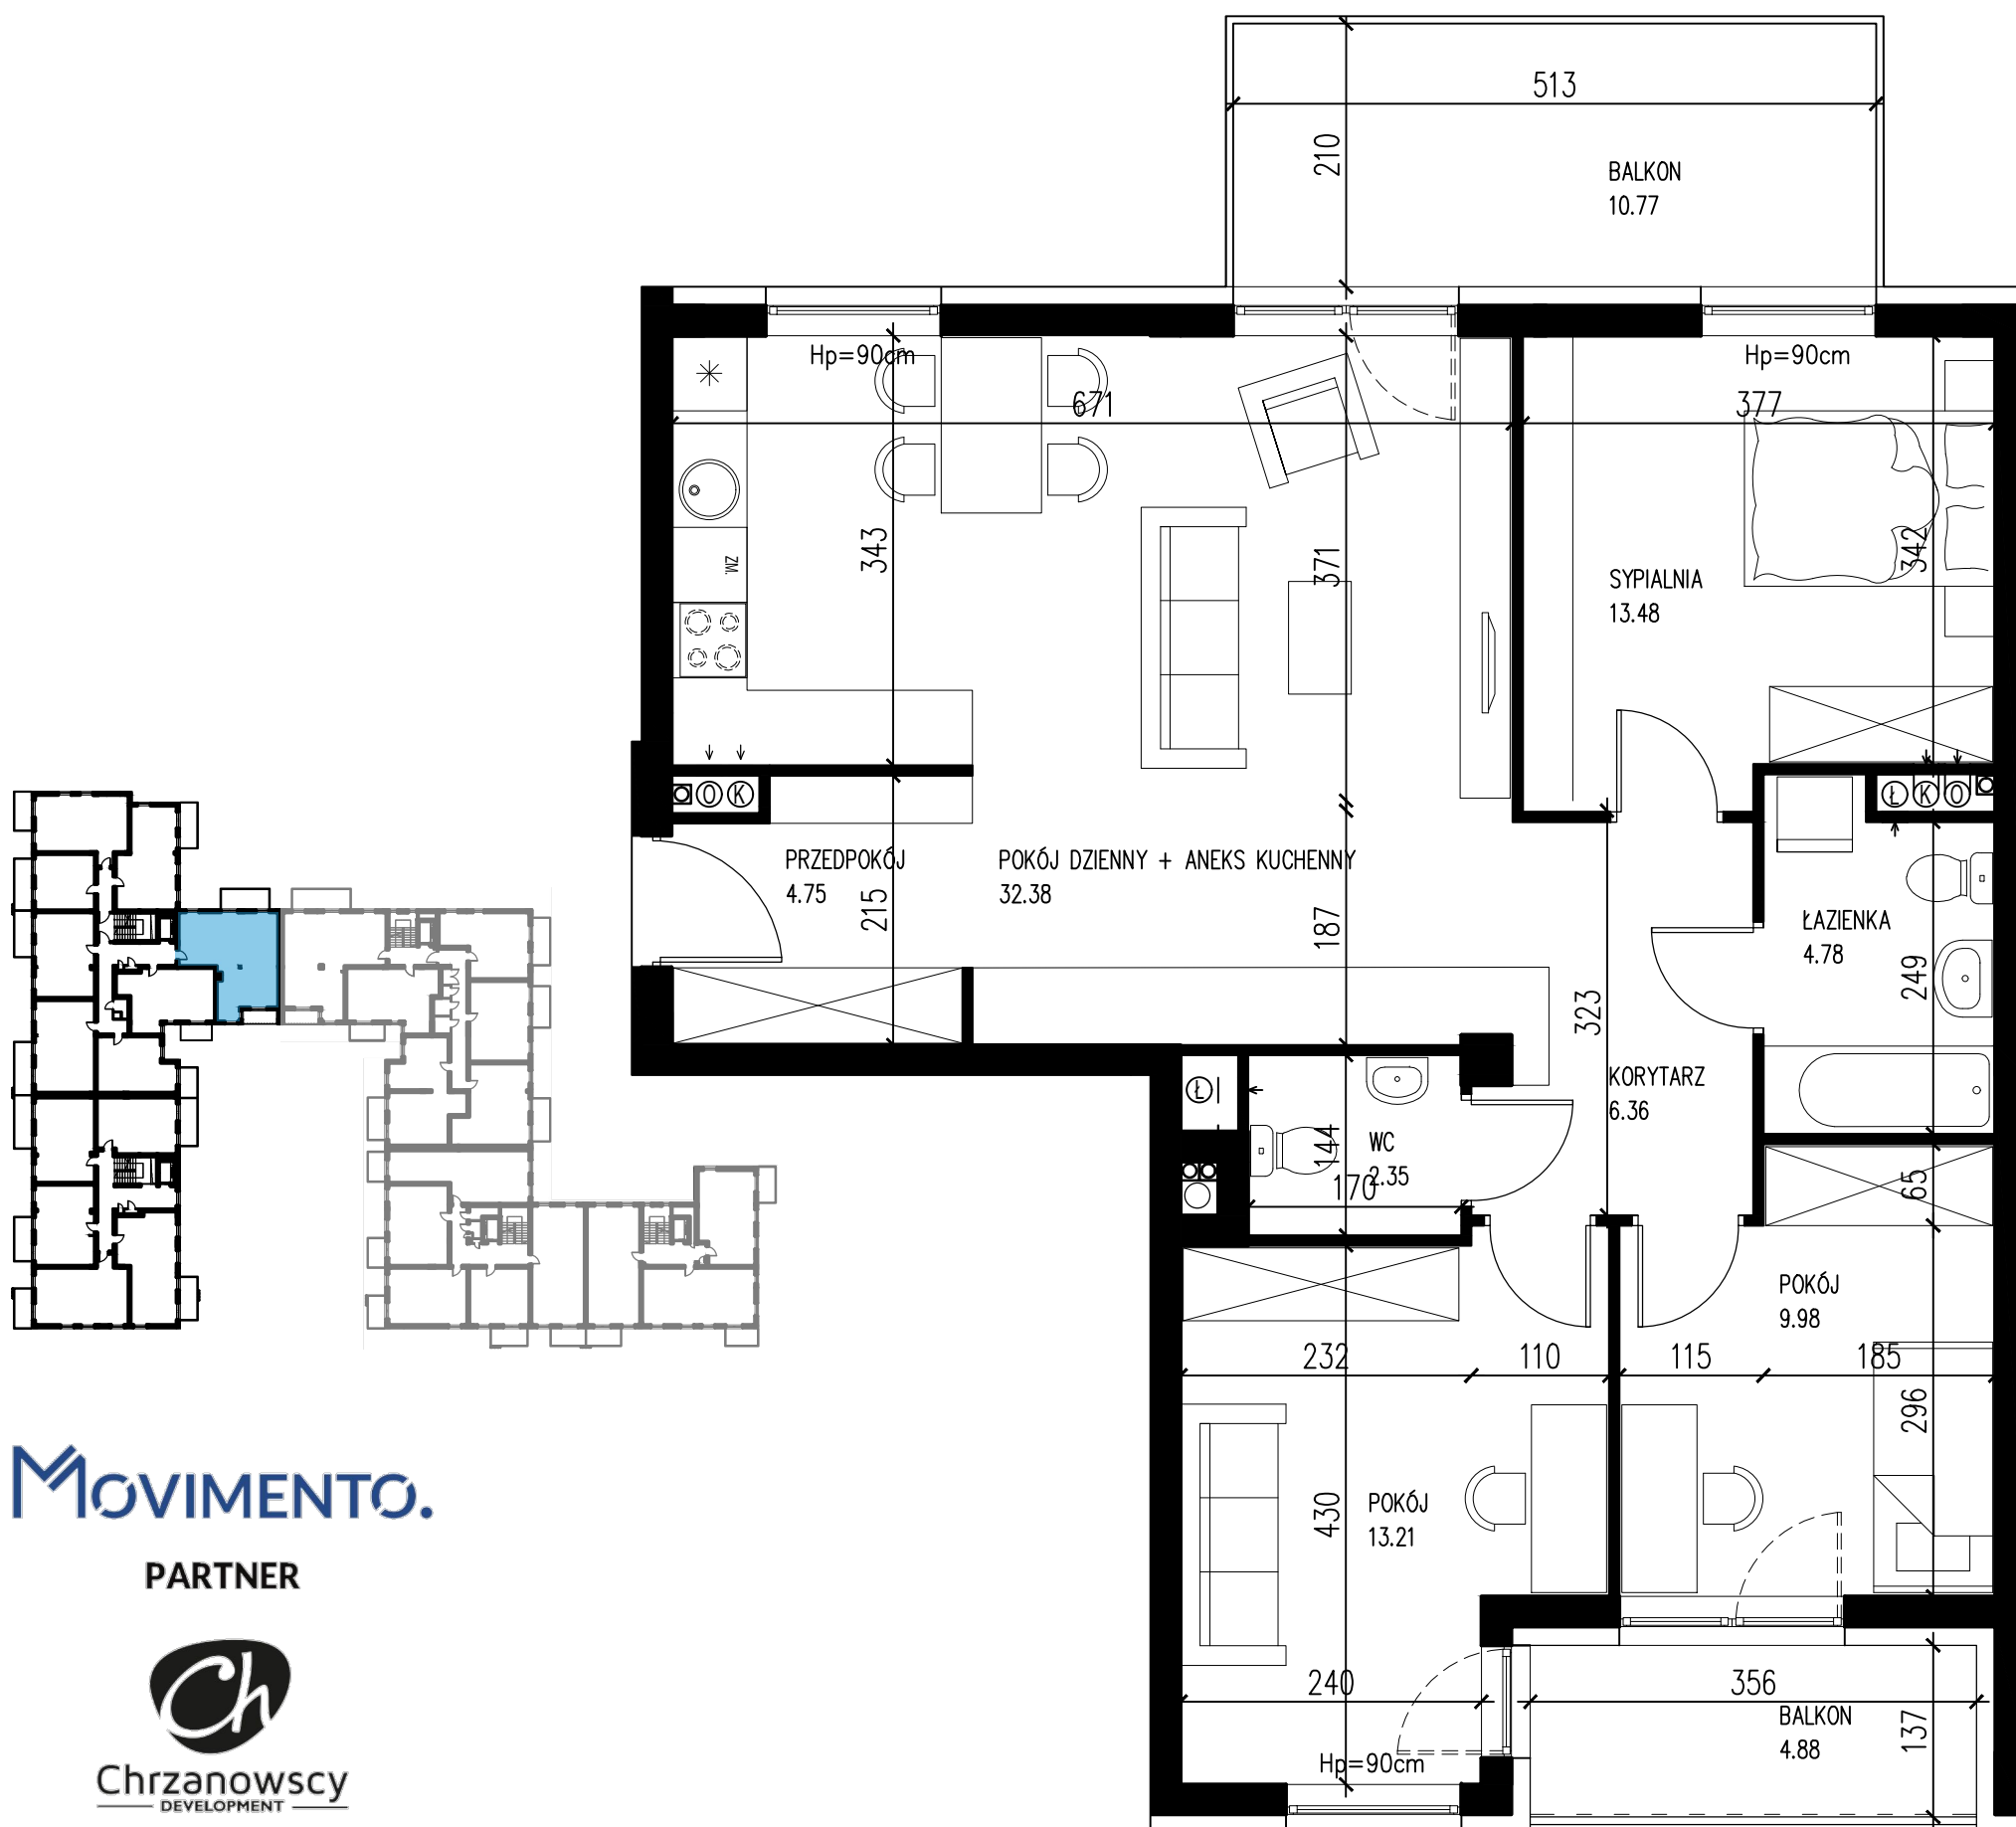 513
210
BALKON
10.77
Hp=90cm
Hp=90cm
671
377
343
371
342
ZM.
SYPIALNIA
13.48
O K
Ł K O
PRZEDPOKÓJ
4.75
POKÓJ DZIENNY + ANEKS KUCHENNY
32.38
215
187
ŁAZIENKA
4.78
249
323
KORYTARZ
6.36
Ł
144
WC
2.35
170
65
POKÓJ
9.98
232
110
115
185
296
430
POKÓJ
13.21
240
356
BALKON
4.88
137
Hp=90cm
MOVIMENTO.
PARTNER
Ch
Chrzanowscy
DEVELOPMENT